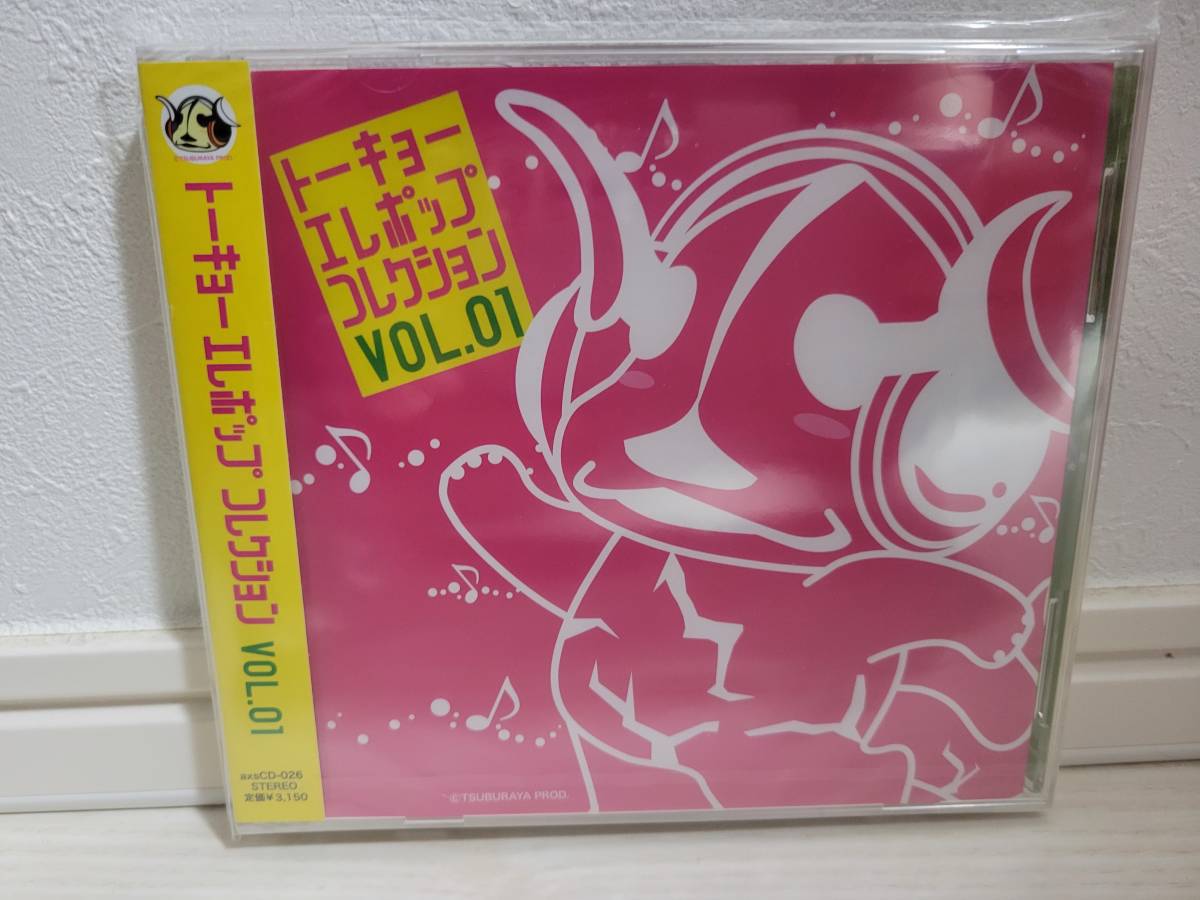 ©TSUBURAYA PROD.
トーキョーエレポップコレクション VOL.01
axsCD-026
STEREO
定価¥3,150
トーキョー
エレポップ
コレクション
VOL.01
©TSUBURAYA PROD.